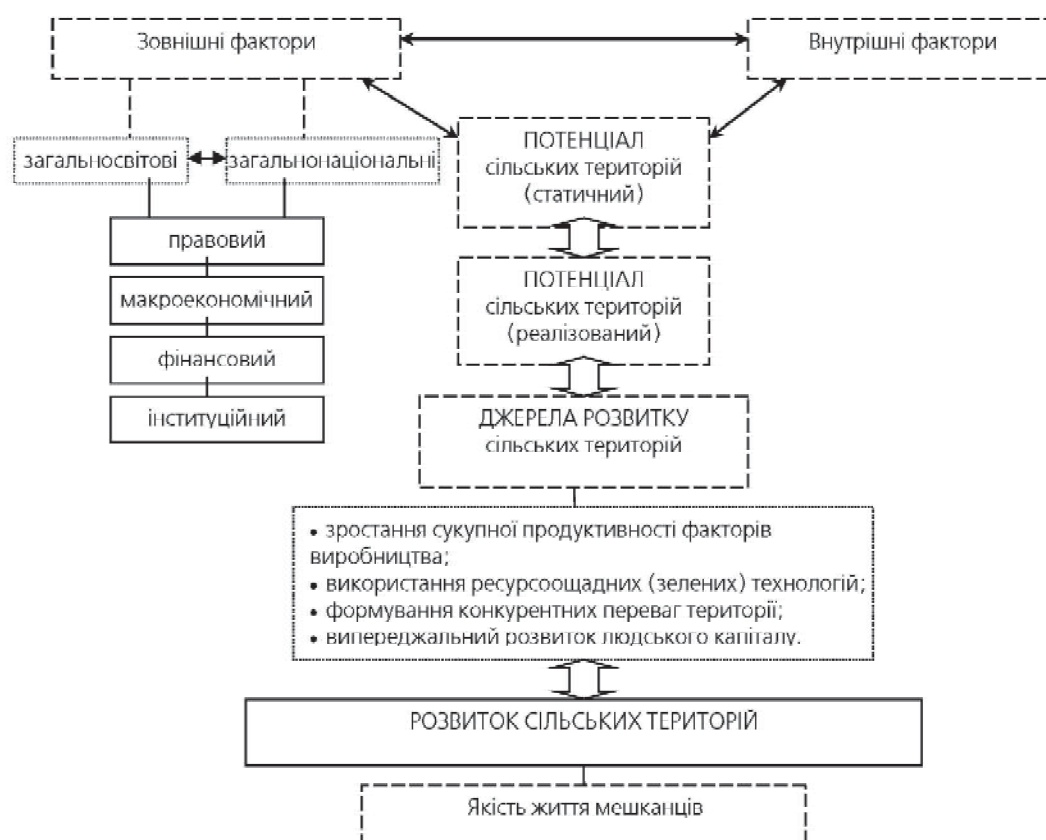 Зовнішні фактори
Внутрішні фактори
загальносвітові
загальнонаціональні
правовий
макроекономічний
фінансовий
інституційний
ПОТЕНЦІАЛ
сільських територій
(статичний)
ПОТЕНЦІАЛ
сільських територій
(реалізований)
ДЖЕРЕЛА РОЗВИТКУ
сільських територій
• зростання сукупної продуктивності факторів
виробництва;
• використання ресурсоощадних (зелених) технологій;
• формування конкурентних переваг території;
• випереджальний розвиток людського капіталу.
РОЗВИТОК СІЛЬСЬКИХ ТЕРИТОРІЙ
Якість життя мешканців